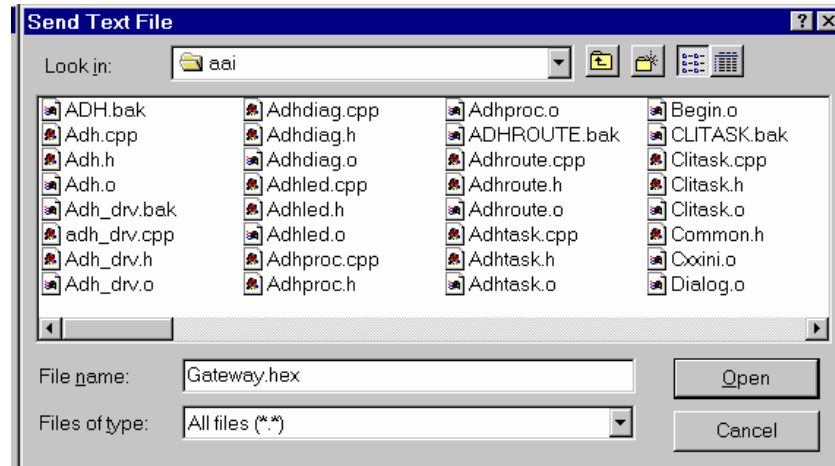 Send Text File
Look in: aai
ADH.bak Adhdiag.cpp Adhproc.o Begin.o
Adh.cpp Adhdiag.h ADHROUTE.bak CLITASK.bak
Adh.h Adhdiag.o Adhroute.cpp Clitask.cpp
Adh.o Adhled.cpp Adhroute.h Clitask.h
Adh_drv.bak Adhled.h Adhroute.o Clitask.o
adh_drv.cpp Adhled.o Adhtask.cpp Common.h
Adh_drv.h Adhproc.cpp Adhtask.h Cxxini.o
Adh_drv.o Adhproc.h Adhtask.o Dialog.o
File name: Gateway.hex Open
Files of type: All files (*.*) Cancel